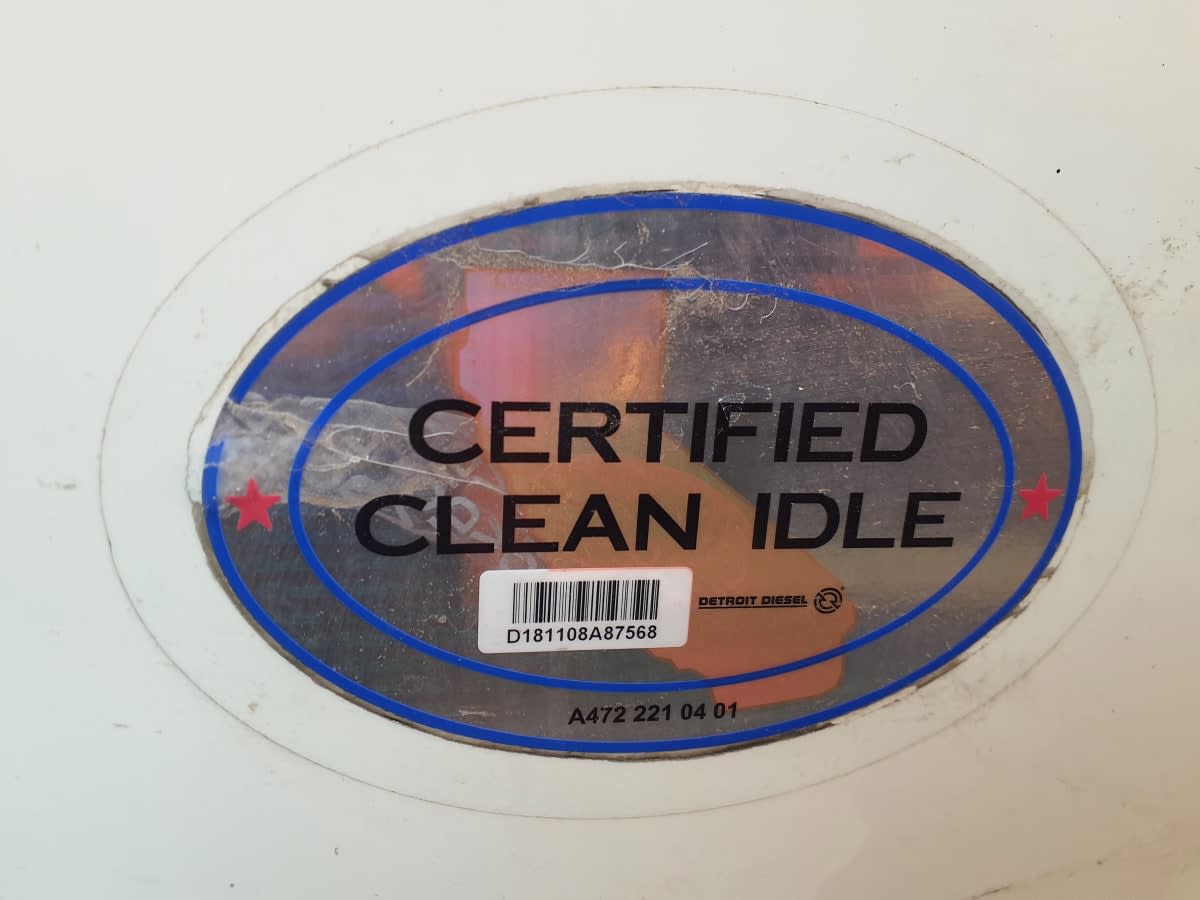 CERTIFIED
CLEAN IDLE
D181108A87568
DETROIT DIESEL
A472 221 04 01